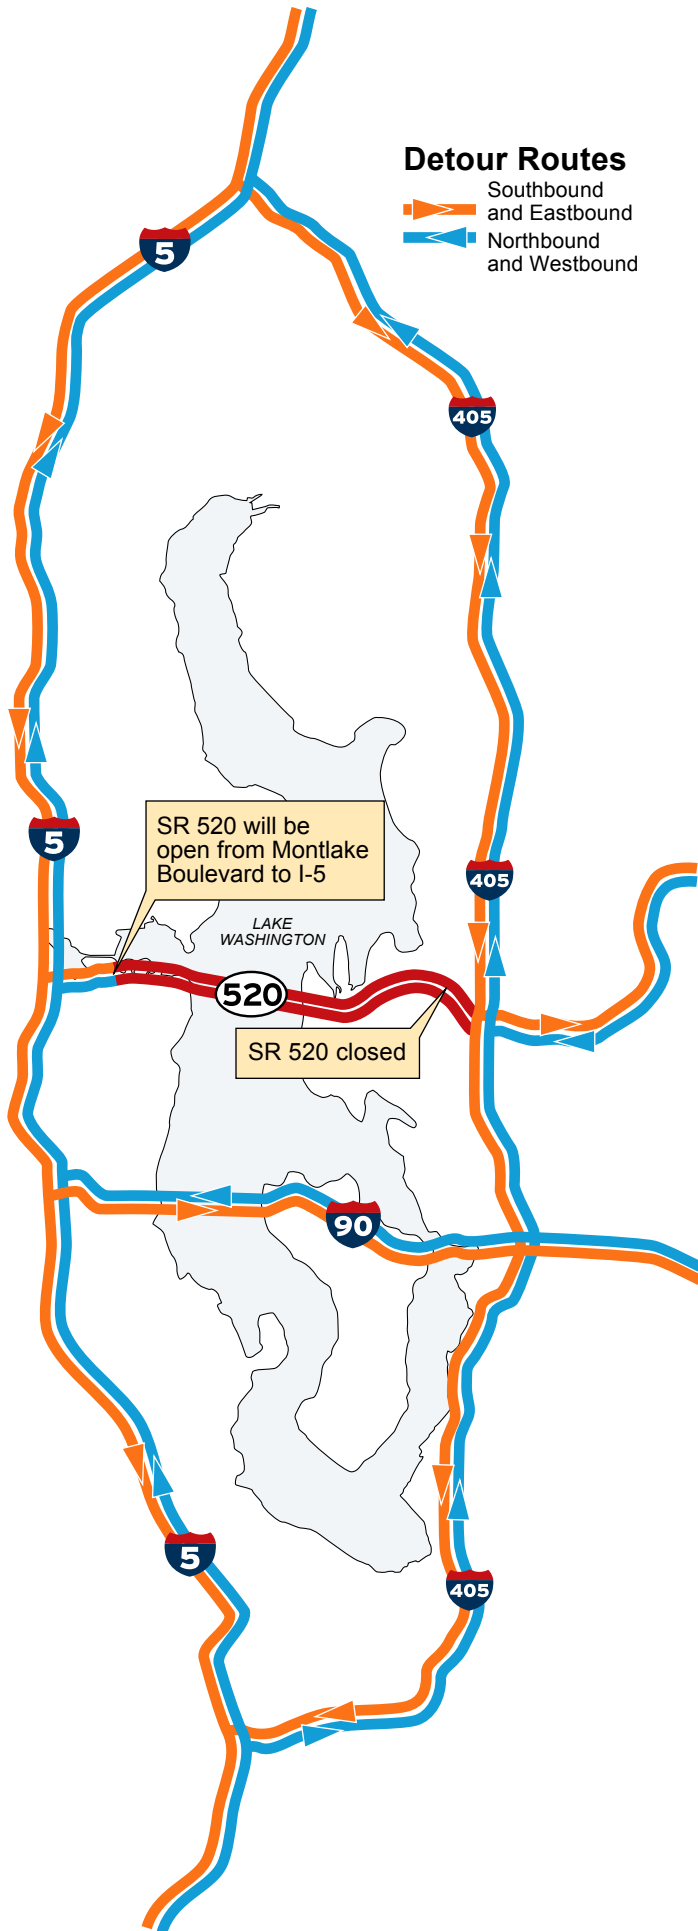 Detour Routes
Southbound
and Eastbound
Northbound
and Westbound
5
405
5
SR 520 will be
open from Montlake
Boulevard to I-5
405
LAKE
WASHINGTON
520
SR 520 closed
90
5
405